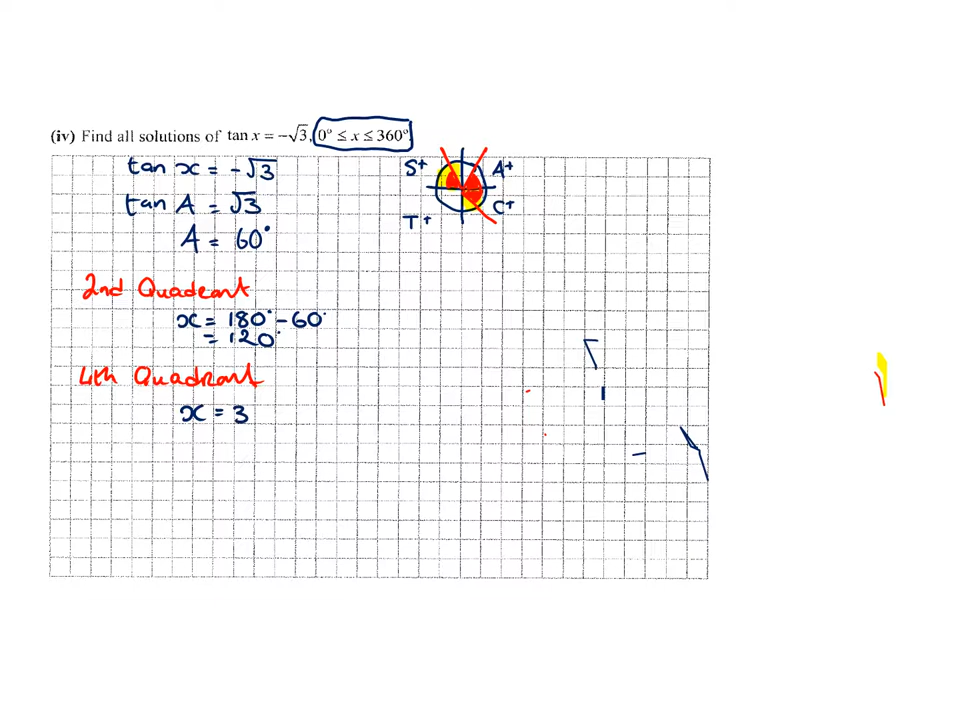 (iv) Find all solutions of tan x = −√3, 0° ≤ x ≤ 360°.
tan x = -√3
S+ A+
tan A = √3
T+ C+
A = 60°
2nd Quadrant
x = 180° - 60°
= 120°
4th Quadrant
x = 3